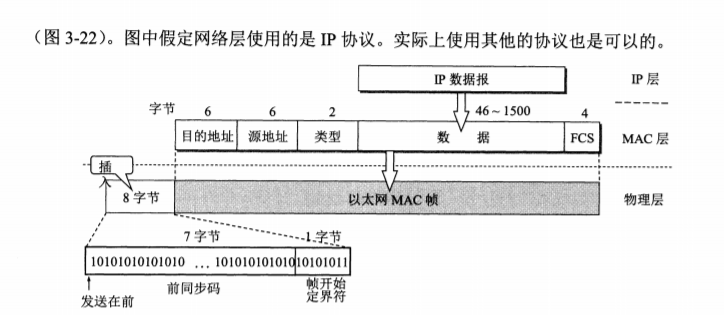 （图 3-22）。图中假定网络层使用的是 IP 协议。实际上使用其他的协议也是可以的。
IP 数据报 IP 层
字节 6 6 2 46～1500 4
目的地址 源地址 类型 数 据 FCS MAC 层
插入
8 字节 以太网 MAC 帧 物理层
7 字节 1 字节
10101010101010 … 10101010101010101011
前同步码 帧开始
定界符
发送在前